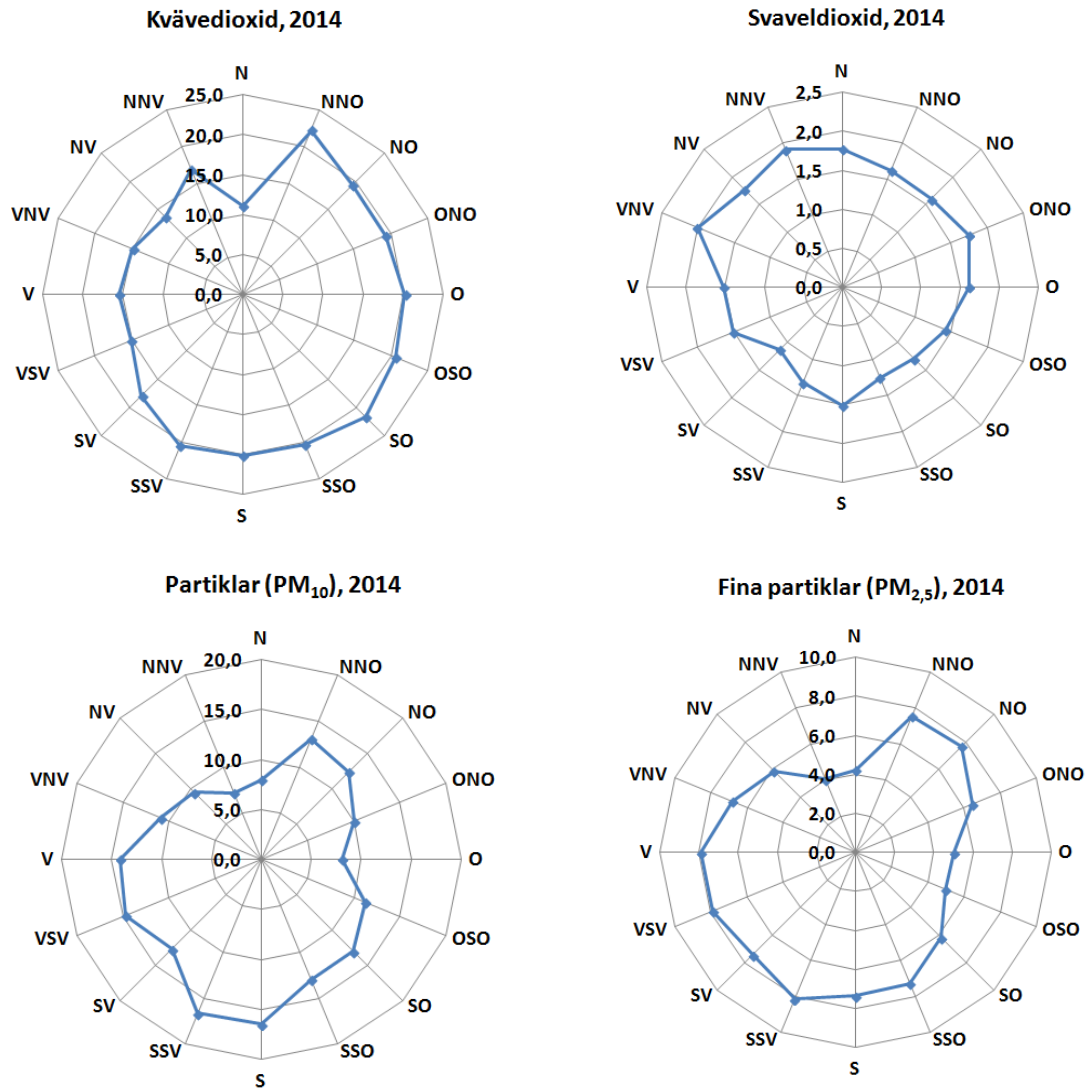 Kvävedioxid, 2014
N
NNV
25,0
NNO
NV
20,0
NO
15,0
VNV
10,0
ONO
5,0
V
0,0
O
VSV
OSO
SV
SO
SSV
SSO
S
Svaveldioxid, 2014
N
NNV
2,5
NNO
NV
2,0
NO
1,5
VNV
1,0
ONO
0,5
V
0,0
O
VSV
OSO
SV
SO
SSV
SSO
S
Partiklar (PM10), 2014
N
NNV
20,0
NNO
NV
15,0
NO
VNV
10,0
ONO
5,0
V
0,0
O
VSV
OSO
SV
SO
SSV
SSO
S
Fina partiklar (PM2,5), 2014
N
NNV
10,0
NNO
NV
8,0
NO
6,0
VNV
4,0
ONO
2,0
V
0,0
O
VSV
OSO
SV
SO
SSV
SSO
S